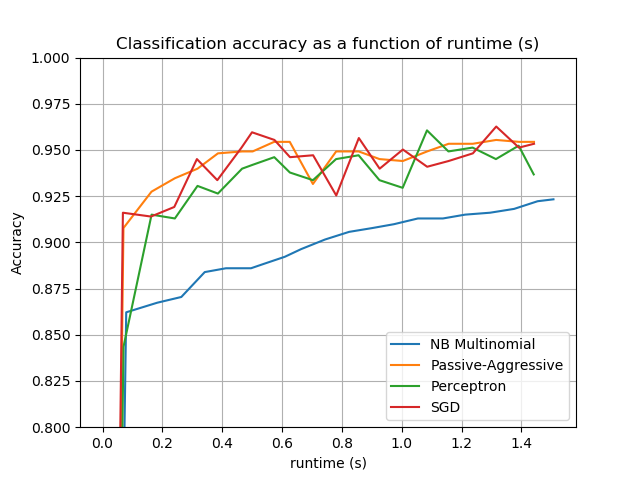 Classification accuracy as a function of runtime (s)
1.000
0.975
0.950
0.925
0.900
0.875
0.850
0.825
0.800
Accuracy
NB Multinomial
Passive-Aggressive
Perceptron
SGD
0.0 0.2 0.4 0.6 0.8 1.0 1.2 1.4
runtime (s)